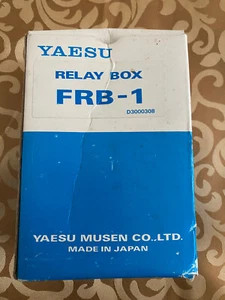 YAESU
RELAY BOX
FRB-1
D3000308
YAESU MUSEN CO.,LTD.
MADE IN JAPAN